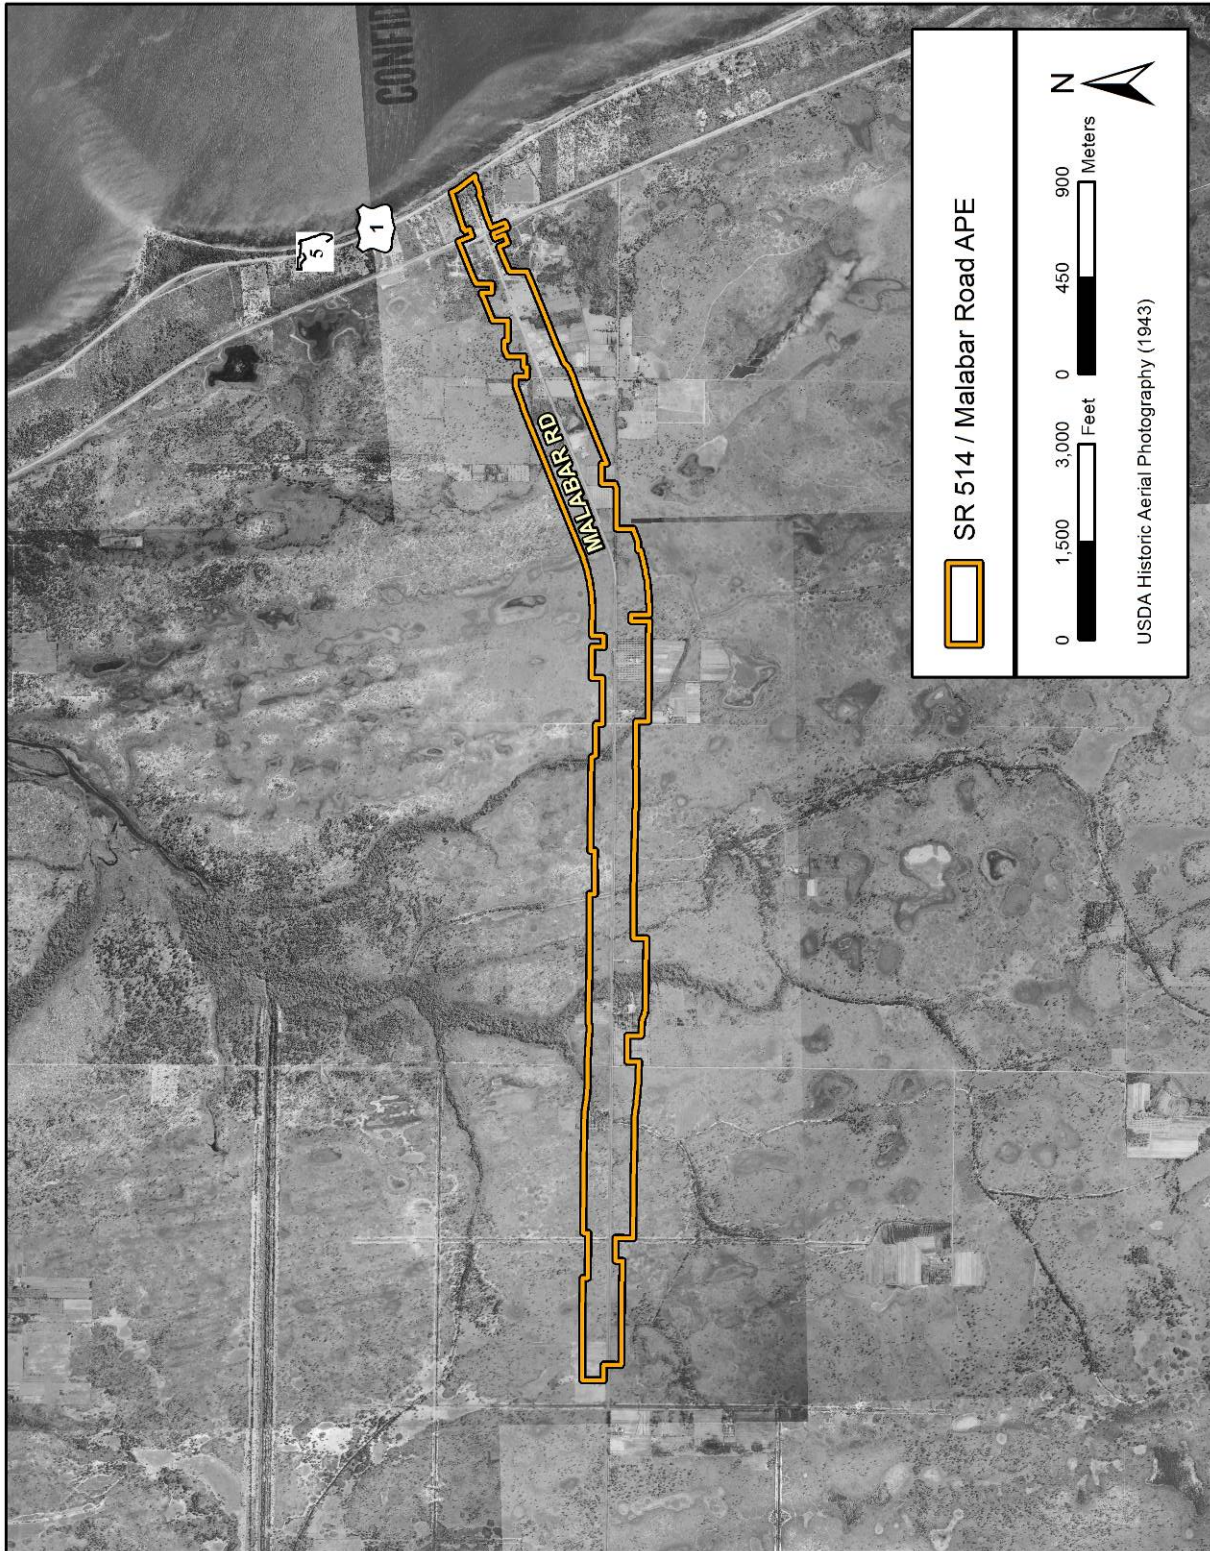 CONFID
5
1
MALABAR RD
SR 514 / Malabar Road APE
0 1,500 3,000
Feet
0 450 900
Meters
N
USDA Historic Aerial Photography (1943)